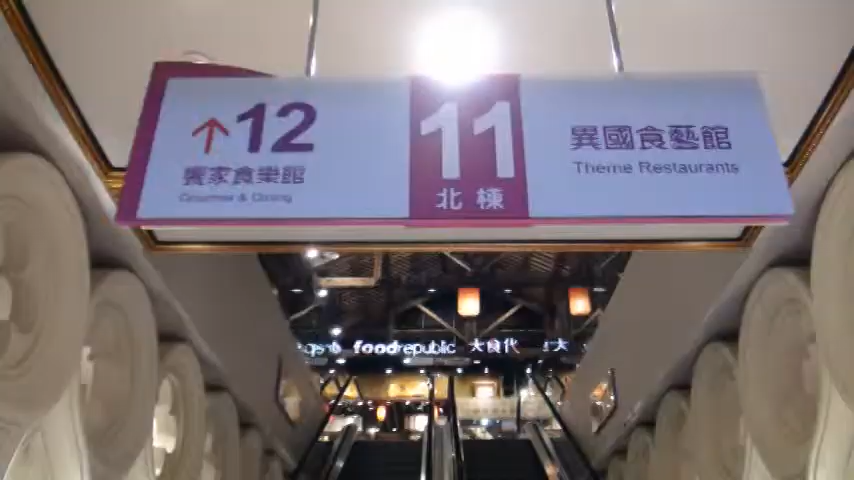 ↑ 12
饗家食樂館
Gourmet & Dining
11
北棟
異國食藝館
Theme Restaurants
foodrepublic 大食代 大